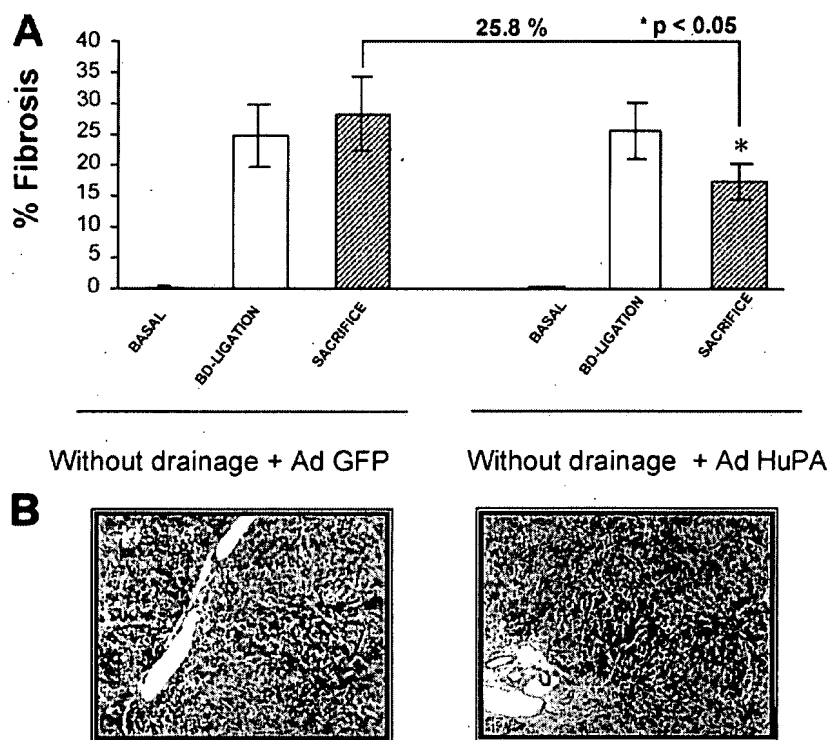 A
25.8 %
* p < 0.05
% Fibrosis
40
35
30
25
20
15
10
5
0
*
BASAL
BD-LIGATION
SACRIFICE
BASAL
BD-LIGATION
SACRIFICE
Without drainage + Ad GFP
Without drainage + Ad HuPA
B